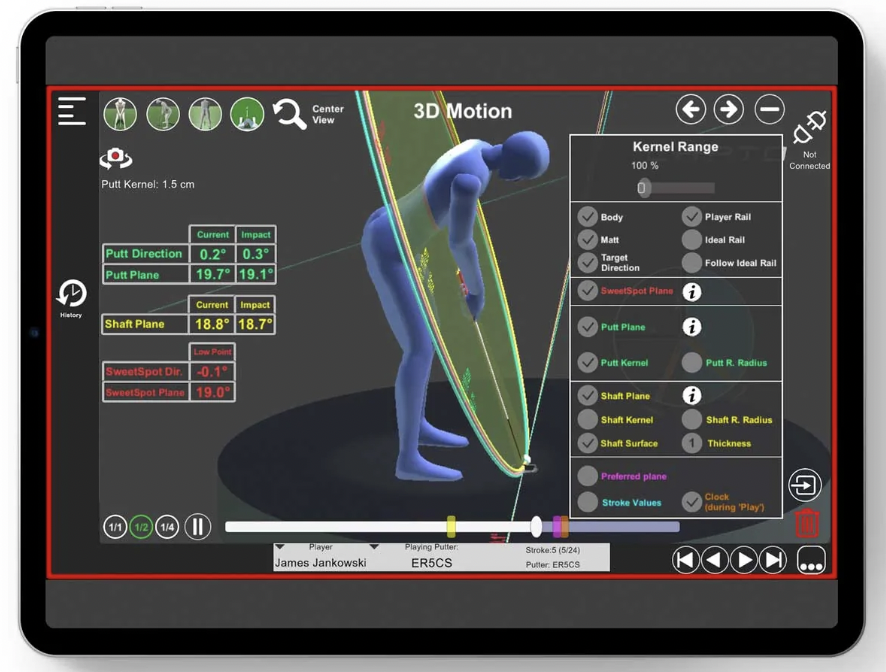 Center
View
3D Motion
Not
Connected
Putt Kernel: 1.5 cm
Current Impact
Putt Direction 0.2° 0.3°
Putt Plane 19.7° 19.1°
History
Current Impact
Shaft Plane 18.8° 18.7°
Low Point
SweetSpot Dir. -0.1°
SweetSpot Plane 19.0°
Kernel Range
100 %
Body Player Rail
Matt Ideal Rail
Target
Direction
Follow Ideal Rail
SweetSpot Plane i
Putt Plane i
Putt Kernel Putt R. Radius
Shaft Plane i
Shaft Kernel Shaft R. Radius
Shaft Surface 1 Thickness
Preferred plane
Stroke Values
Clock
(during 'Play')
1/1 1/2 1/4
Player
James Jankowski
Playing Putter:
ER5CS
Stroke:5 (5/24)
Putter: ER5CS